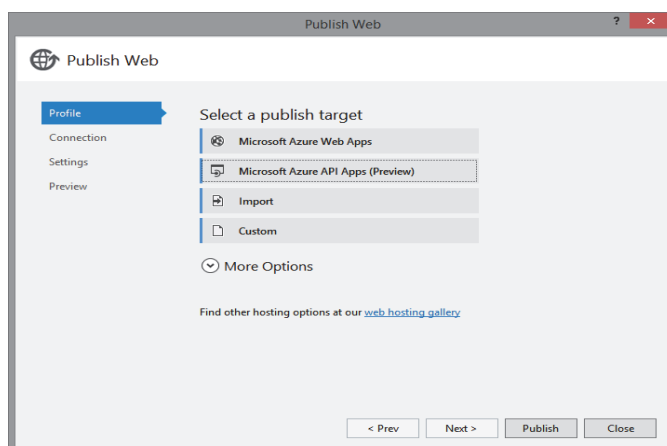 Publish Web
?
×
Publish Web
Profile
Connection
Settings
Preview
Select a publish target
Microsoft Azure Web Apps
Microsoft Azure API Apps (Preview)
Import
Custom
More Options
Find other hosting options at our web hosting gallery
< Prev
Next >
Publish
Close